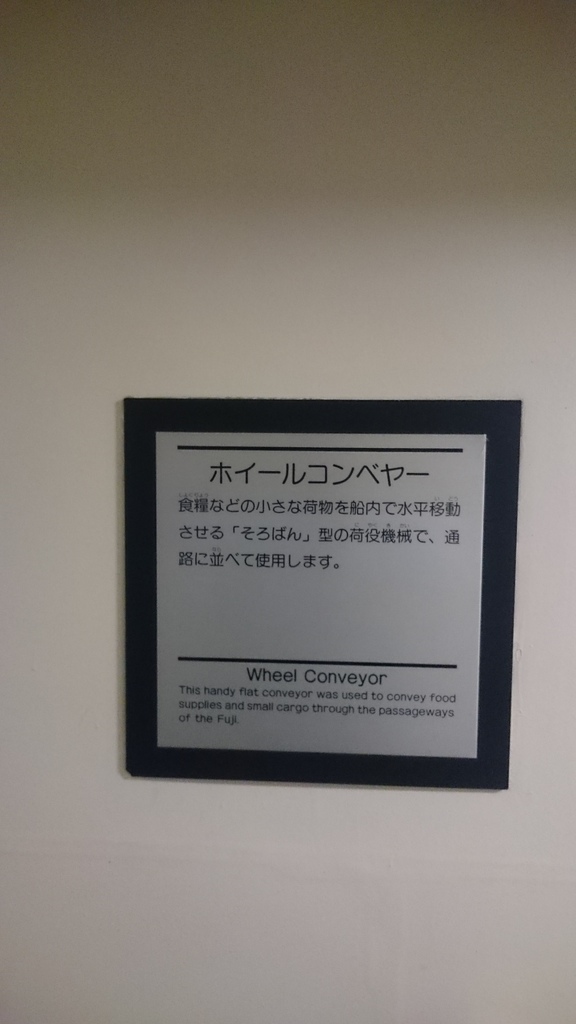 ホイールコンベヤー
食糧などの小さな荷物を船内で水平移動
させる「そろばん」型の荷役機械で、通
路に並べて使用します。
Wheel Conveyor
This handy flat conveyor was used to convey food
supplies and small cargo through the passageways
of the Fuji.